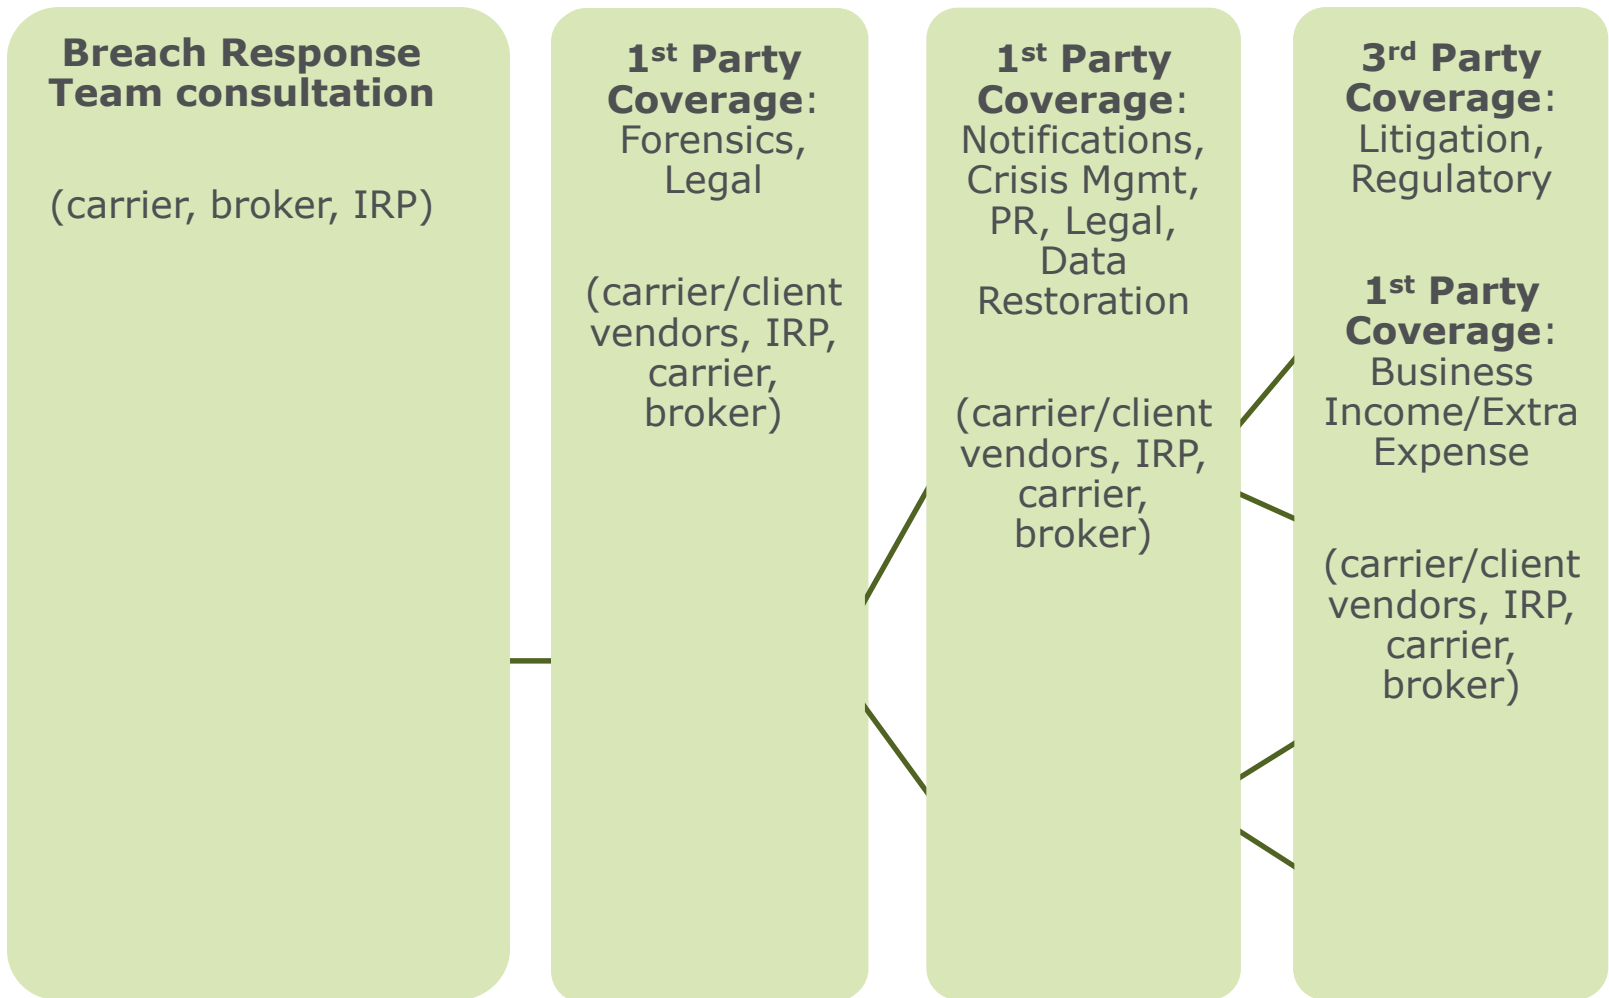 Breach Response
Team consultation
(carrier, broker, IRP)
1st Party
Coverage:
Forensics,
Legal
(carrier/client
vendors, IRP,
carrier,
broker)
1st Party
Coverage:
Notifications,
Crisis Mgmt,
PR, Legal,
Data
Restoration
(carrier/client
vendors, IRP,
carrier,
broker)
3rd Party
Coverage:
Litigation,
Regulatory
1st Party
Coverage:
Business
Income/Extra
Expense
(carrier/client
vendors, IRP,
carrier,
broker)